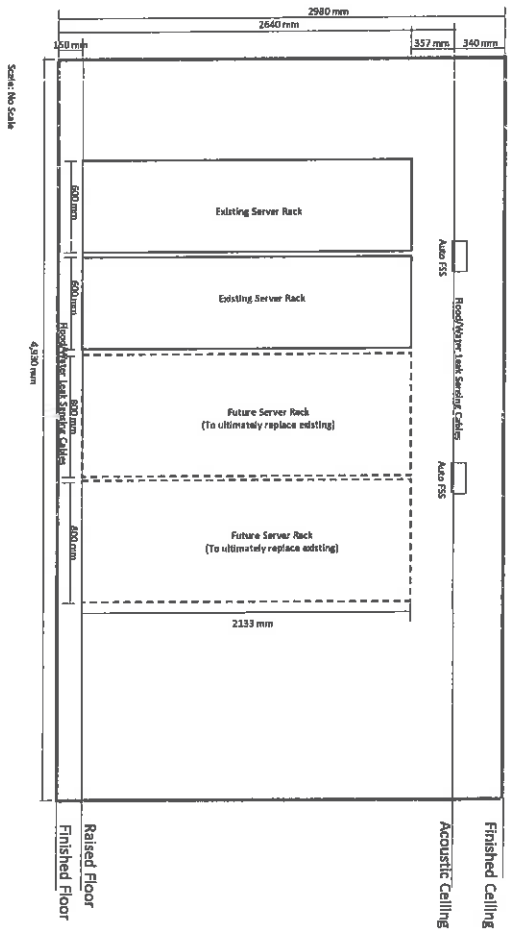 2980 mm
2640 mm
150 mm
357 mm
340 mm
Scale: No Scale
600 mm
Existing Server Rack
Auto FSS
600 mm
Existing Server Rack
Flood/Water Leak Sensing Cables
4,930 mm
Flood/Water Leak Sensing Cables
800 mm
Future Server Rack
(To ultimately replace existing)
Auto FSS
800 mm
Future Server Rack
(To ultimately replace existing)
2133 mm
Finished Floor
Raised Floor
Acoustic Ceiling
Finished Ceiling